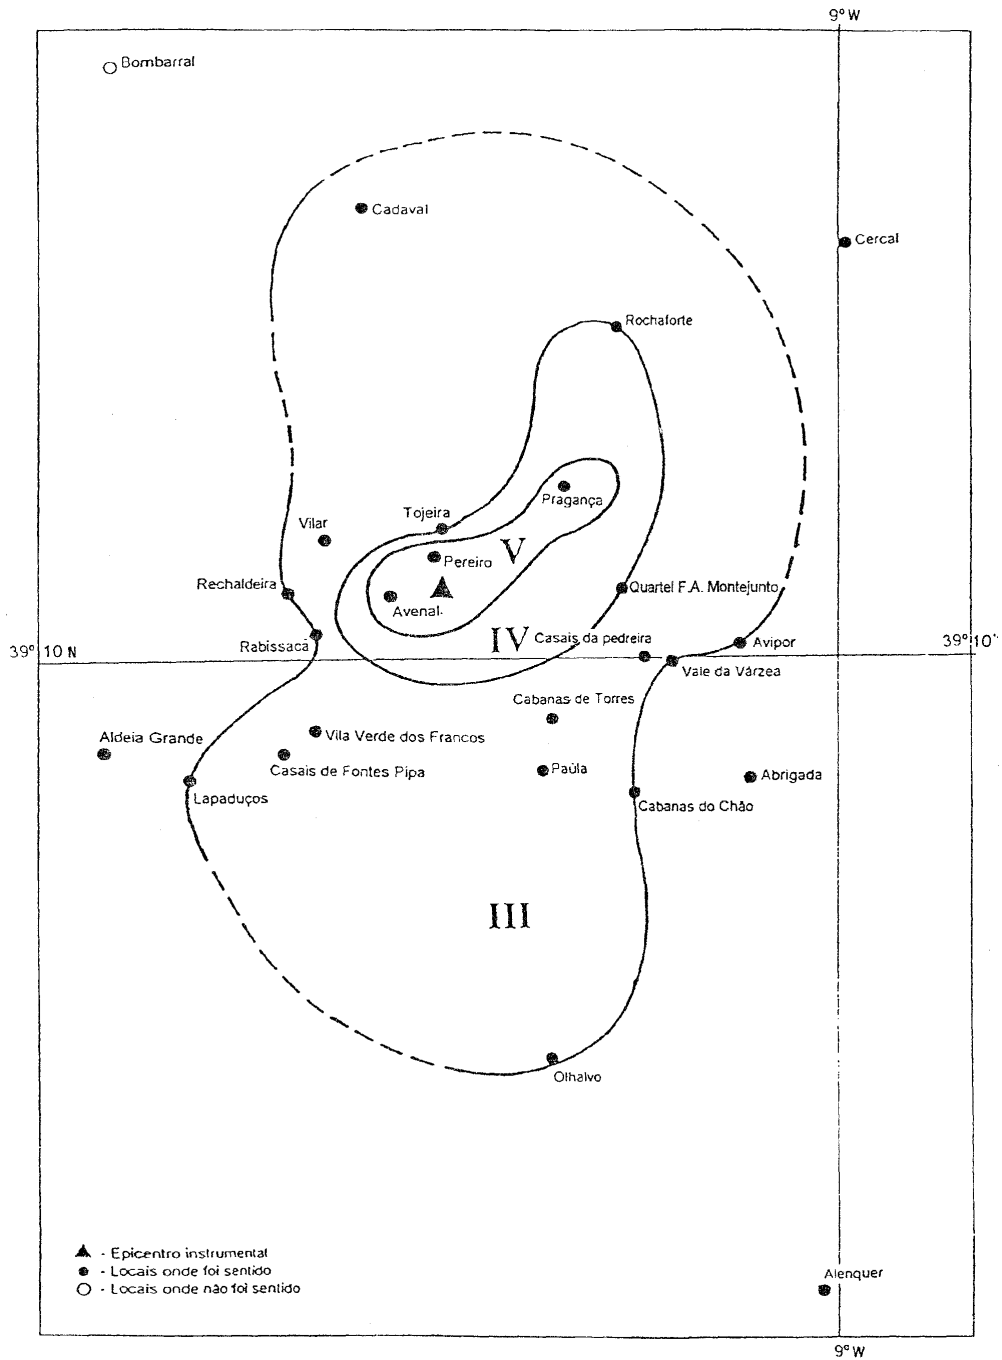 9° W
Bombarral
Cadaval
Cercal
Rochaforte
Pragança
Tojeira
Vilar
V
Pereiro
Rechaldeira
Quartel F.A. Montejunto
Avenal
IV
Casais da pedreira
Rabissacã
Avipor
39° 10 N
39° 10'
Vale da Várzea
Cabanas de Torres
Aldeia Grande
Vila Verde dos Francos
Casais de Fontes Pipa
Paúla
Abrigada
Lapaduços
Cabanas do Chão
III
Olhalvo
- Epicentro instrumental
- Locais onde foi sentido
- Locais onde não foi sentido
Alenquer
9° W